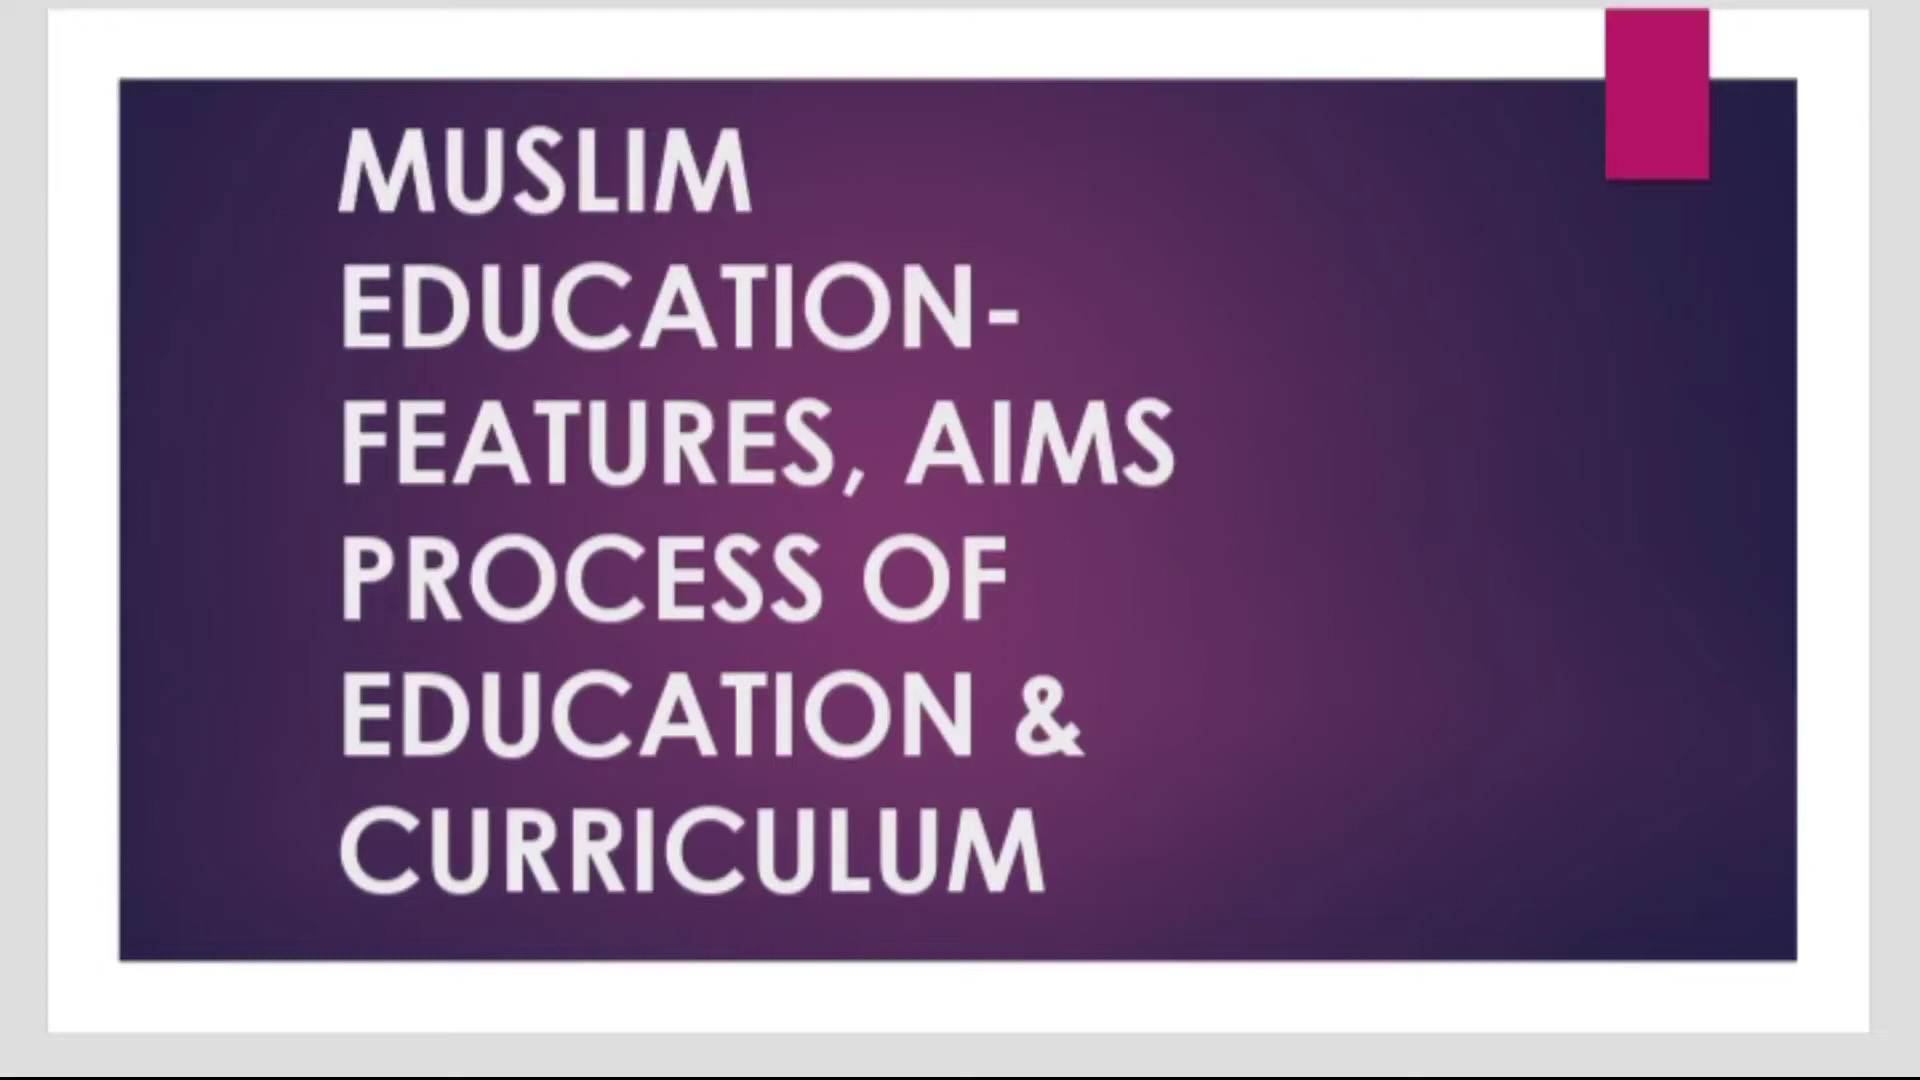 MUSLIM
EDUCATION-
FEATURES, AIMS
PROCESS OF
EDUCATION &
CURRICULUM